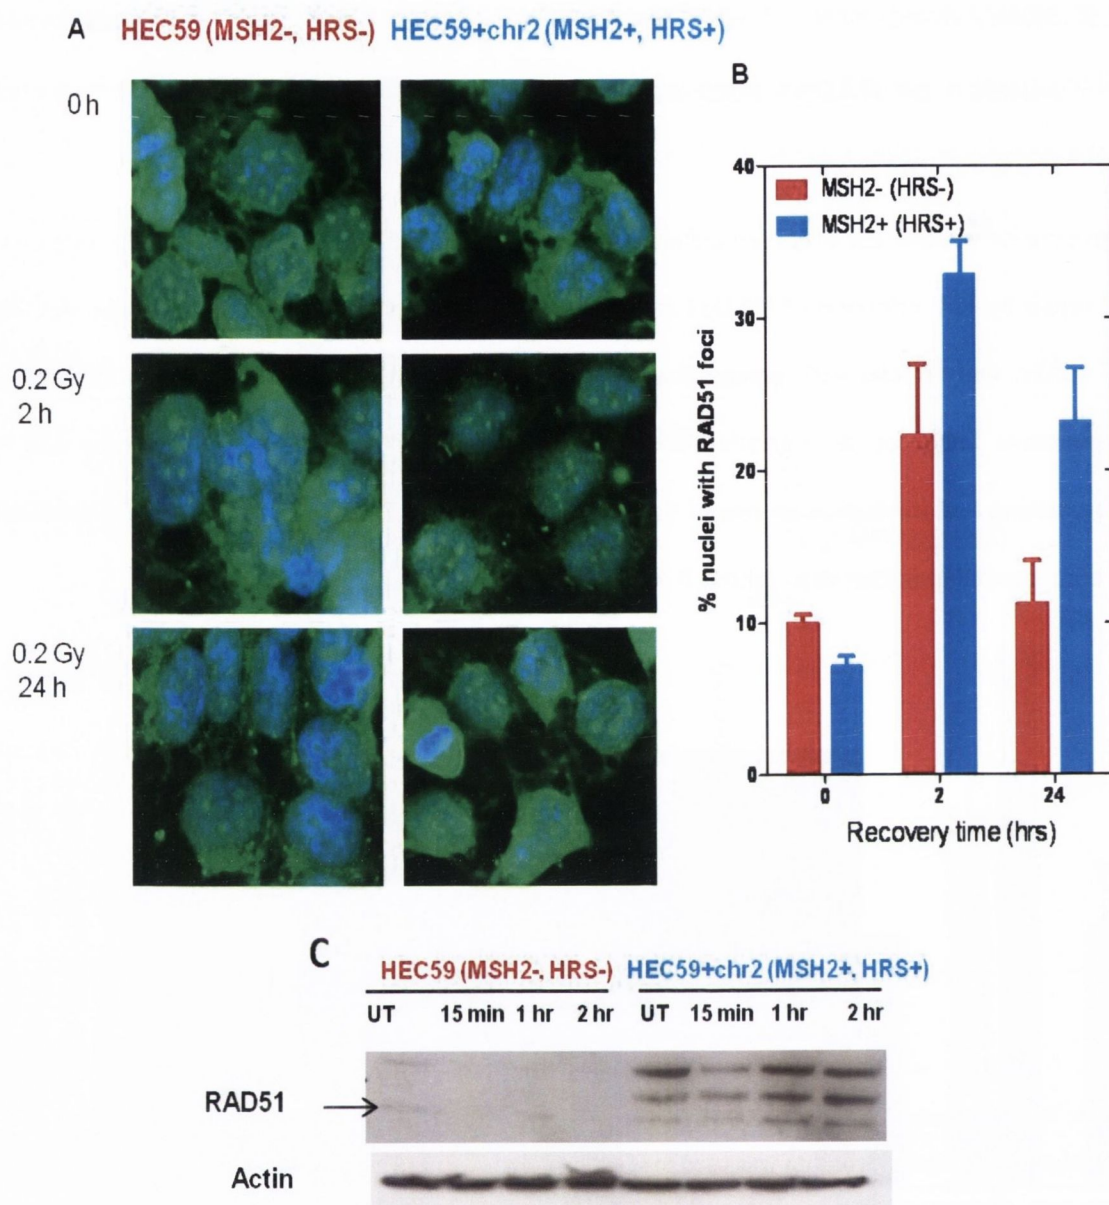 A HEC59 (MSH2-, HRS-) HEC59+chr2 (MSH2+, HRS+)
0 h
0.2 Gy
2 h
0.2 Gy
24 h
B
40
30
20
10
0
MSH2- (HRS-)
MSH2+ (HRS+)
% nuclei with RAD51 foci
0 2 24
Recovery time (hrs)
C HEC59 (MSH2-, HRS-) HEC59+chr2 (MSH2+, HRS+)
UT 15 min 1 hr 2 hr UT 15 min 1 hr 2 hr
RAD51
Actin